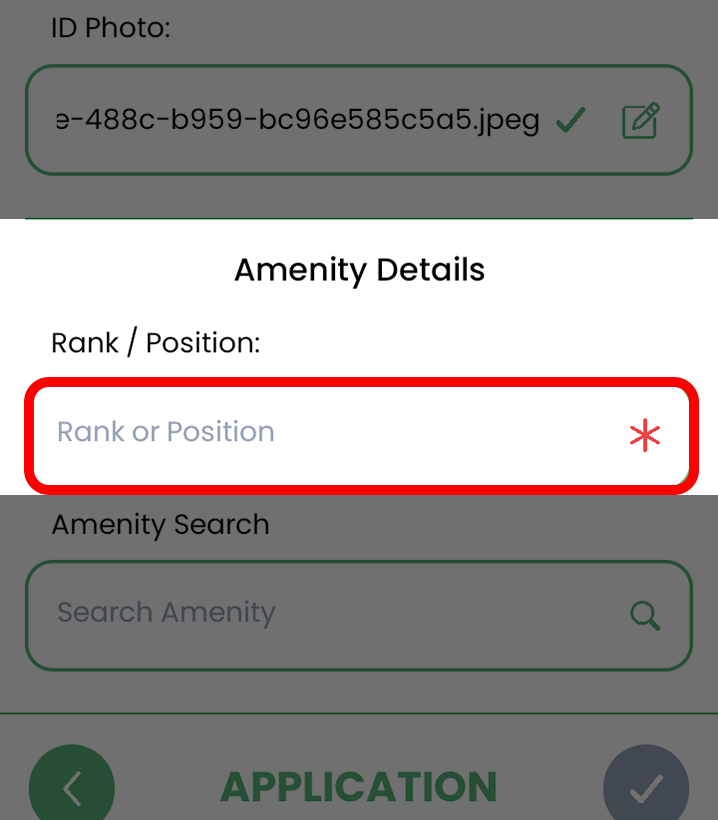 ID Photo:
e-488c-b959-bc96e585c5a5.jpeg
Amenity Details
Rank / Position:
Rank or Position
Amenity Search
Search Amenity
APPLICATION